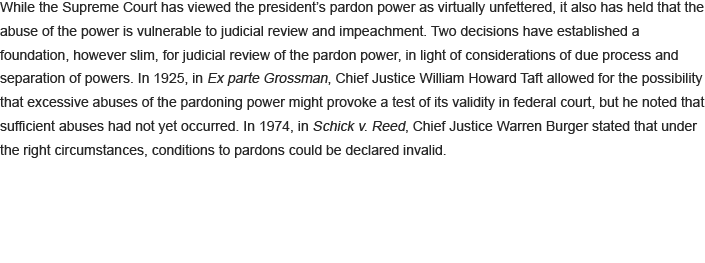 While the Supreme Court has viewed the president’s pardon power as virtually unfettered, it also has held that the
abuse of the power is vulnerable to judicial review and impeachment. Two decisions have established a
foundation, however slim, for judicial review of the pardon power, in light of considerations of due process and
separation of powers. In 1925, in Ex parte Grossman, Chief Justice William Howard Taft allowed for the possibility
that excessive abuses of the pardoning power might provoke a test of its validity in federal court, but he noted that
sufficient abuses had not yet occurred. In 1974, in Schick v. Reed, Chief Justice Warren Burger stated that under
the right circumstances, conditions to pardons could be declared invalid.